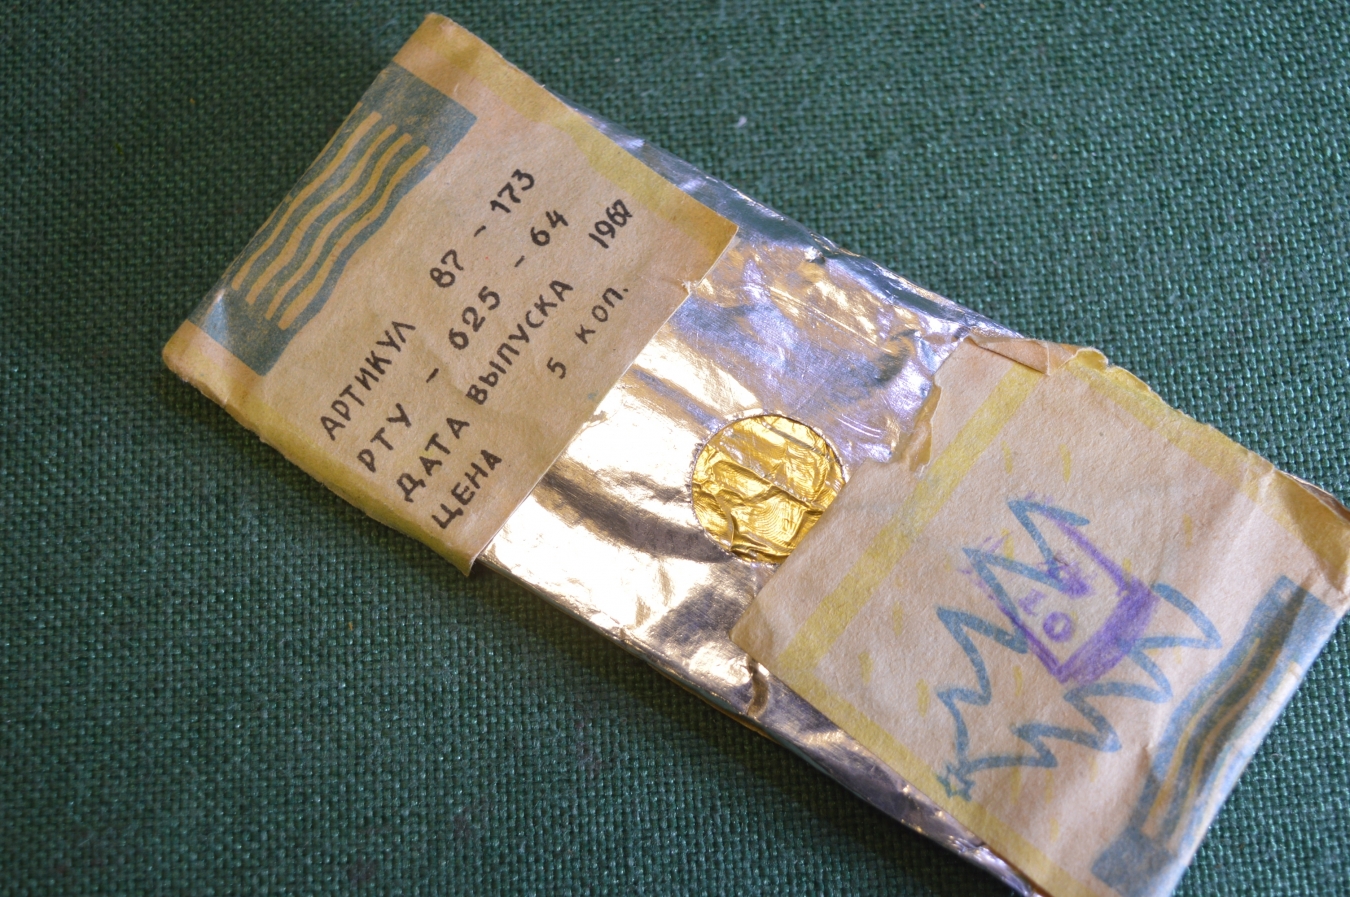 АРТИКУЛ 87 - 173
РТУ - 625 - 64
ДАТА ВЫПУСКА 1967
ЦЕНА 5 КОП.